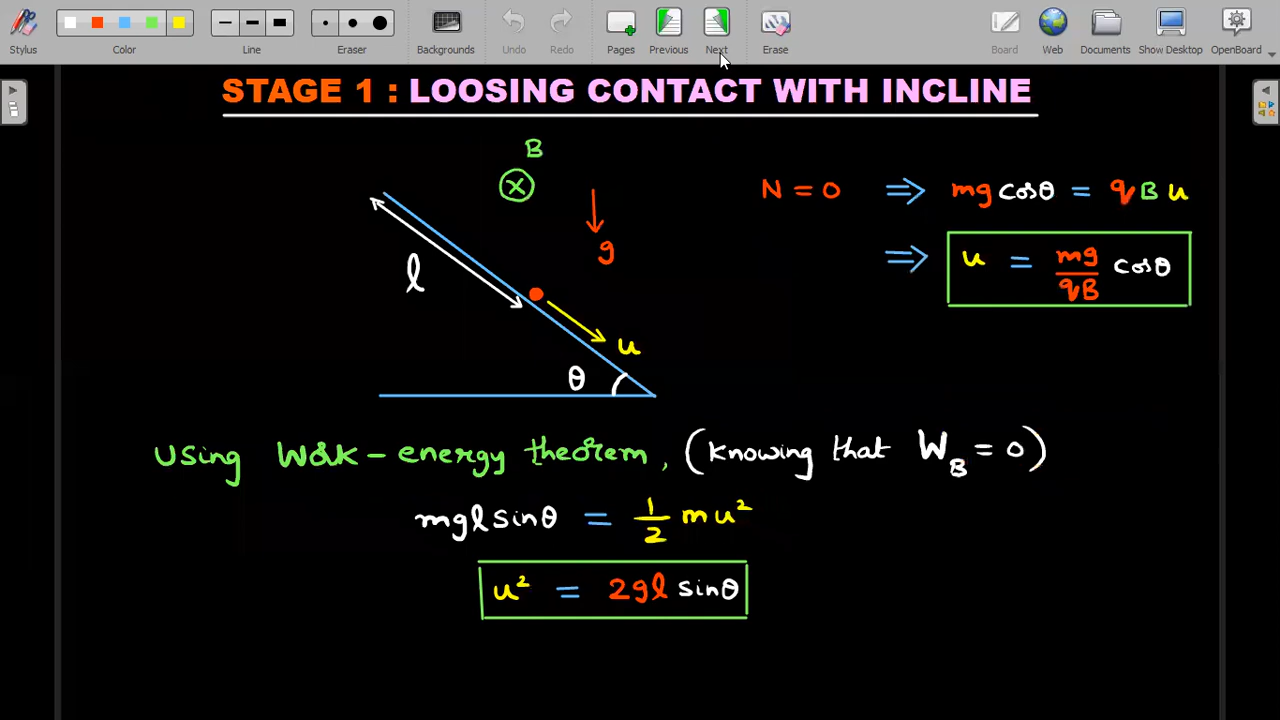 Stylus Color Line Eraser Backgrounds Undo Redo Pages Previous Next Erase Board Web Documents Show Desktop OpenBoard
STAGE 1 : LOOSING CONTACT WITH INCLINE
B
g
l
u
θ
N = 0 ⇒ mg cosθ = qBu
⇒ u = mg/qB cosθ
Using Work-energy theorem, (knowing that W_B = 0)
mglsinθ = 1/2 mu²
u² = 2gl sinθ